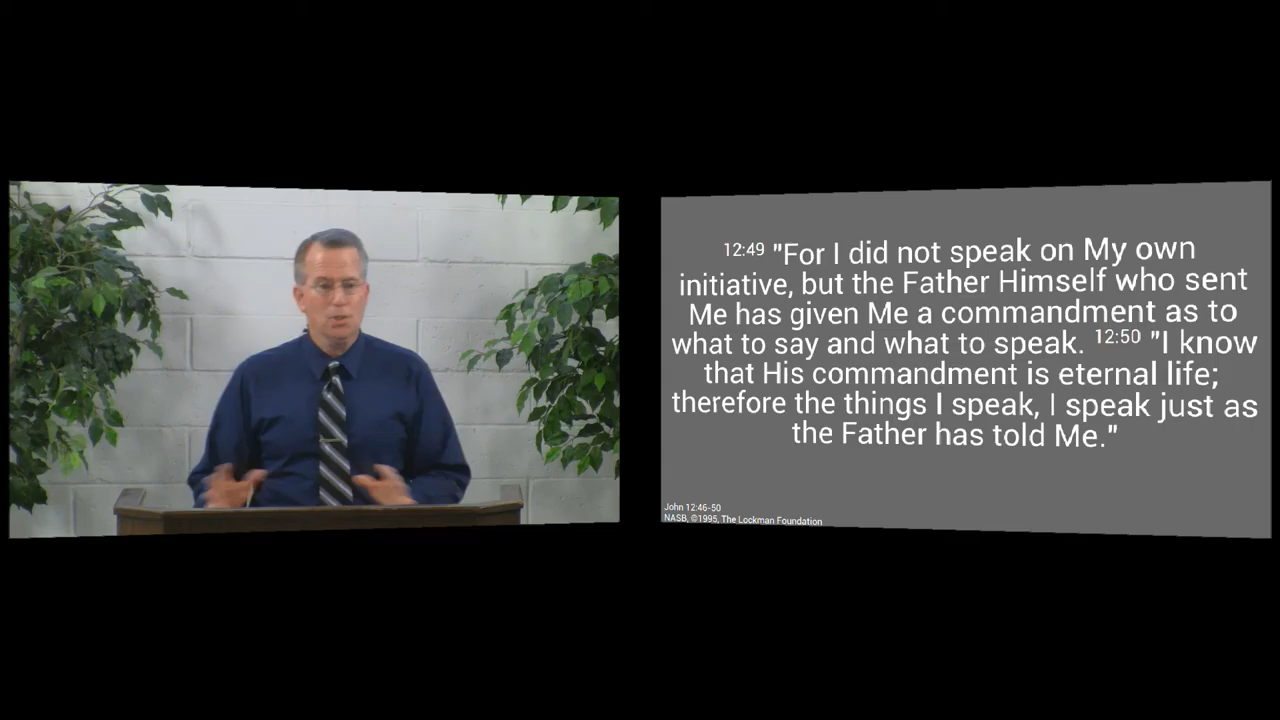 12:49 "For I did not speak on My own
initiative, but the Father Himself who sent
Me has given Me a commandment as to
what to say and what to speak. 12:50 "I know
that His commandment is eternal life;
therefore the things I speak, I speak just as
the Father has told Me."
John 12:46-50
NASB, ©1995, The Lockman Foundation